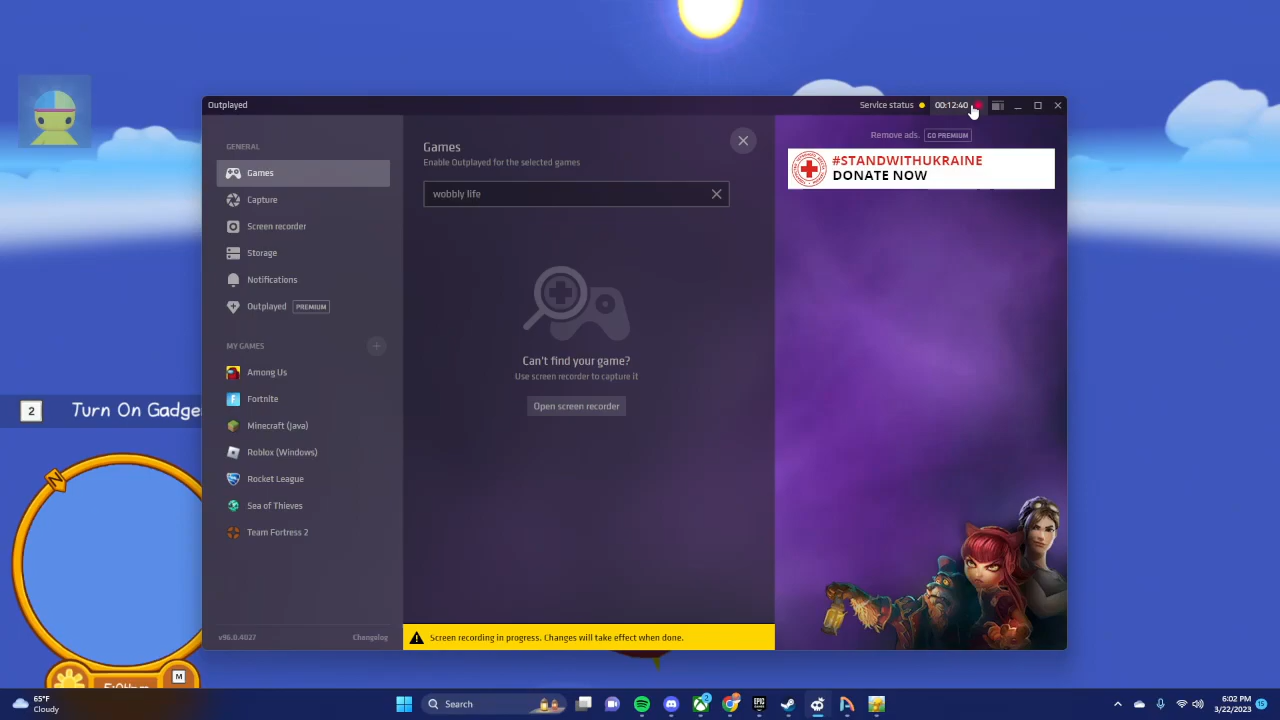 Outplayed
Service status
00:12:40
GENERAL
Games
Capture
Screen recorder
Storage
Notifications
Outplayed PREMIUM
MY GAMES
Among Us
Fortnite
Minecraft (Java)
Roblox (Windows)
Rocket League
Sea of Thieves
Team Fortress 2
v96.0.4027 Changelog
Games
Enable Outplayed for the selected games
wobbly life
Can't find your game?
Use screen recorder to capture it
Open screen recorder
Screen recording in progress. Changes will take effect when done.
Remove ads. GO PREMIUM
#STANDWITHUKRAINE
DONATE NOW
2 Turn On Gadge
N
M
65°F
Cloudy
Search
2
6:02 PM
3/22/2023